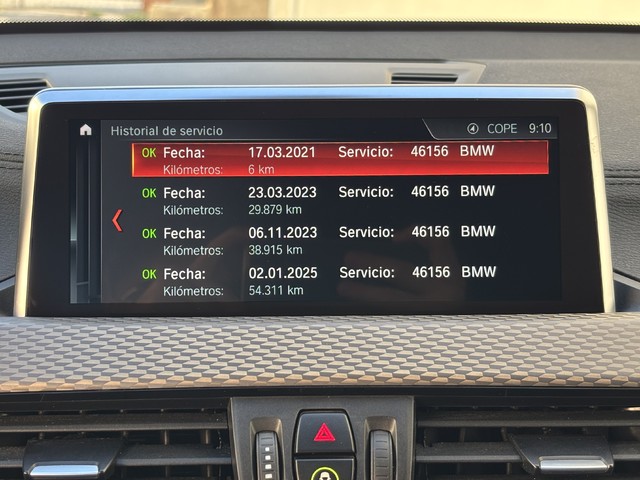 Historial de servicio COPE 9:10
OK Fecha: 17.03.2021 Servicio: 46156 BMW
Kilómetros: 6 km
OK Fecha: 23.03.2023 Servicio: 46156 BMW
Kilómetros: 29.879 km
OK Fecha: 06.11.2023 Servicio: 46156 BMW
Kilómetros: 38.915 km
OK Fecha: 02.01.2025 Servicio: 46156 BMW
Kilómetros: 54.311 km